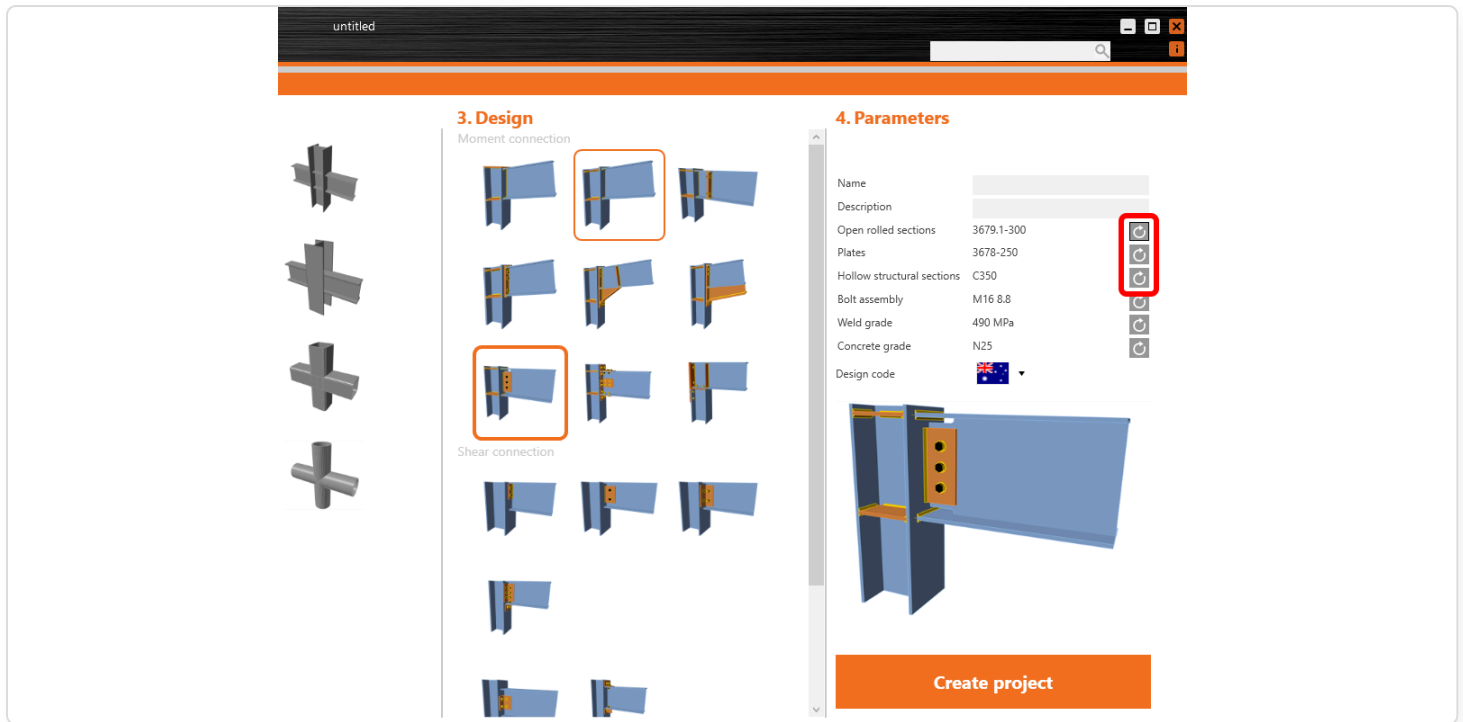 untitled
3. Design
Moment connection
Shear connection
4. Parameters
Name
Description
Open rolled sections 3679.1-300
Plates 3678-250
Hollow structural sections C350
Bolt assembly M16 8.8
Weld grade 490 MPa
Concrete grade N25
Design code
Create project